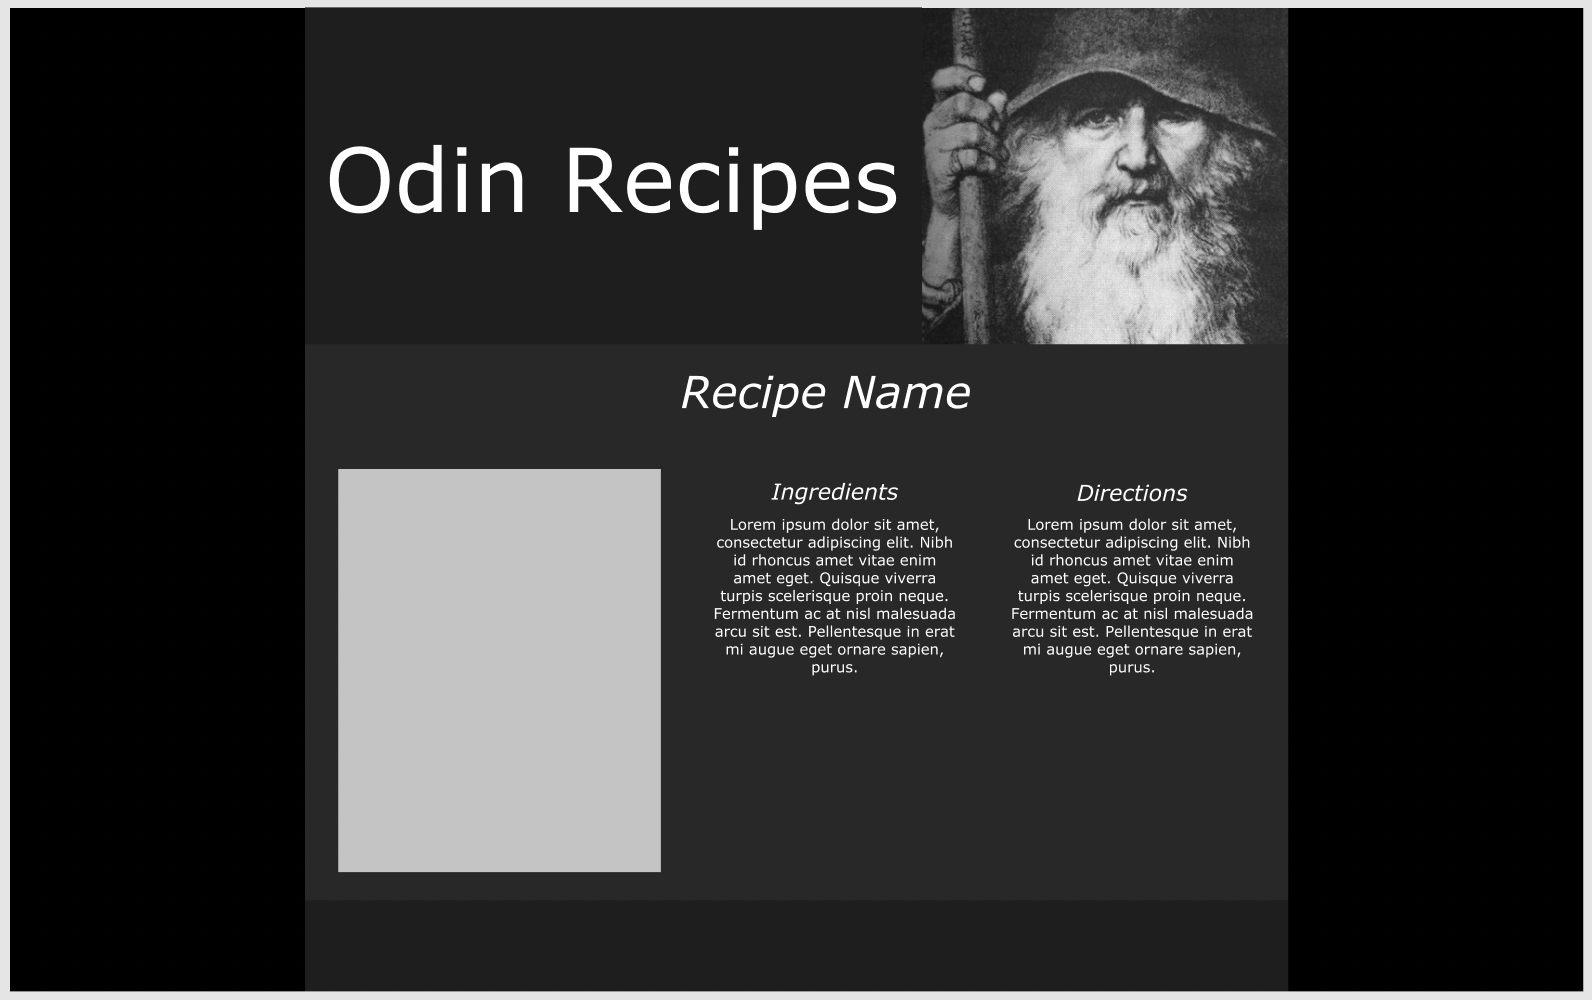 Odin Recipes
Recipe Name
Ingredients
Lorem ipsum dolor sit amet,
consectetur adipiscing elit. Nibh
id rhoncus amet vitae enim
amet eget. Quisque viverra
turpis scelerisque proin neque.
Fermentum ac at nisl malesuada
arcu sit est. Pellentesque in erat
mi augue eget ornare sapien,
purus.
Directions
Lorem ipsum dolor sit amet,
consectetur adipiscing elit. Nibh
id rhoncus amet vitae enim
amet eget. Quisque viverra
turpis scelerisque proin neque.
Fermentum ac at nisl malesuada
arcu sit est. Pellentesque in erat
mi augue eget ornare sapien,
purus.